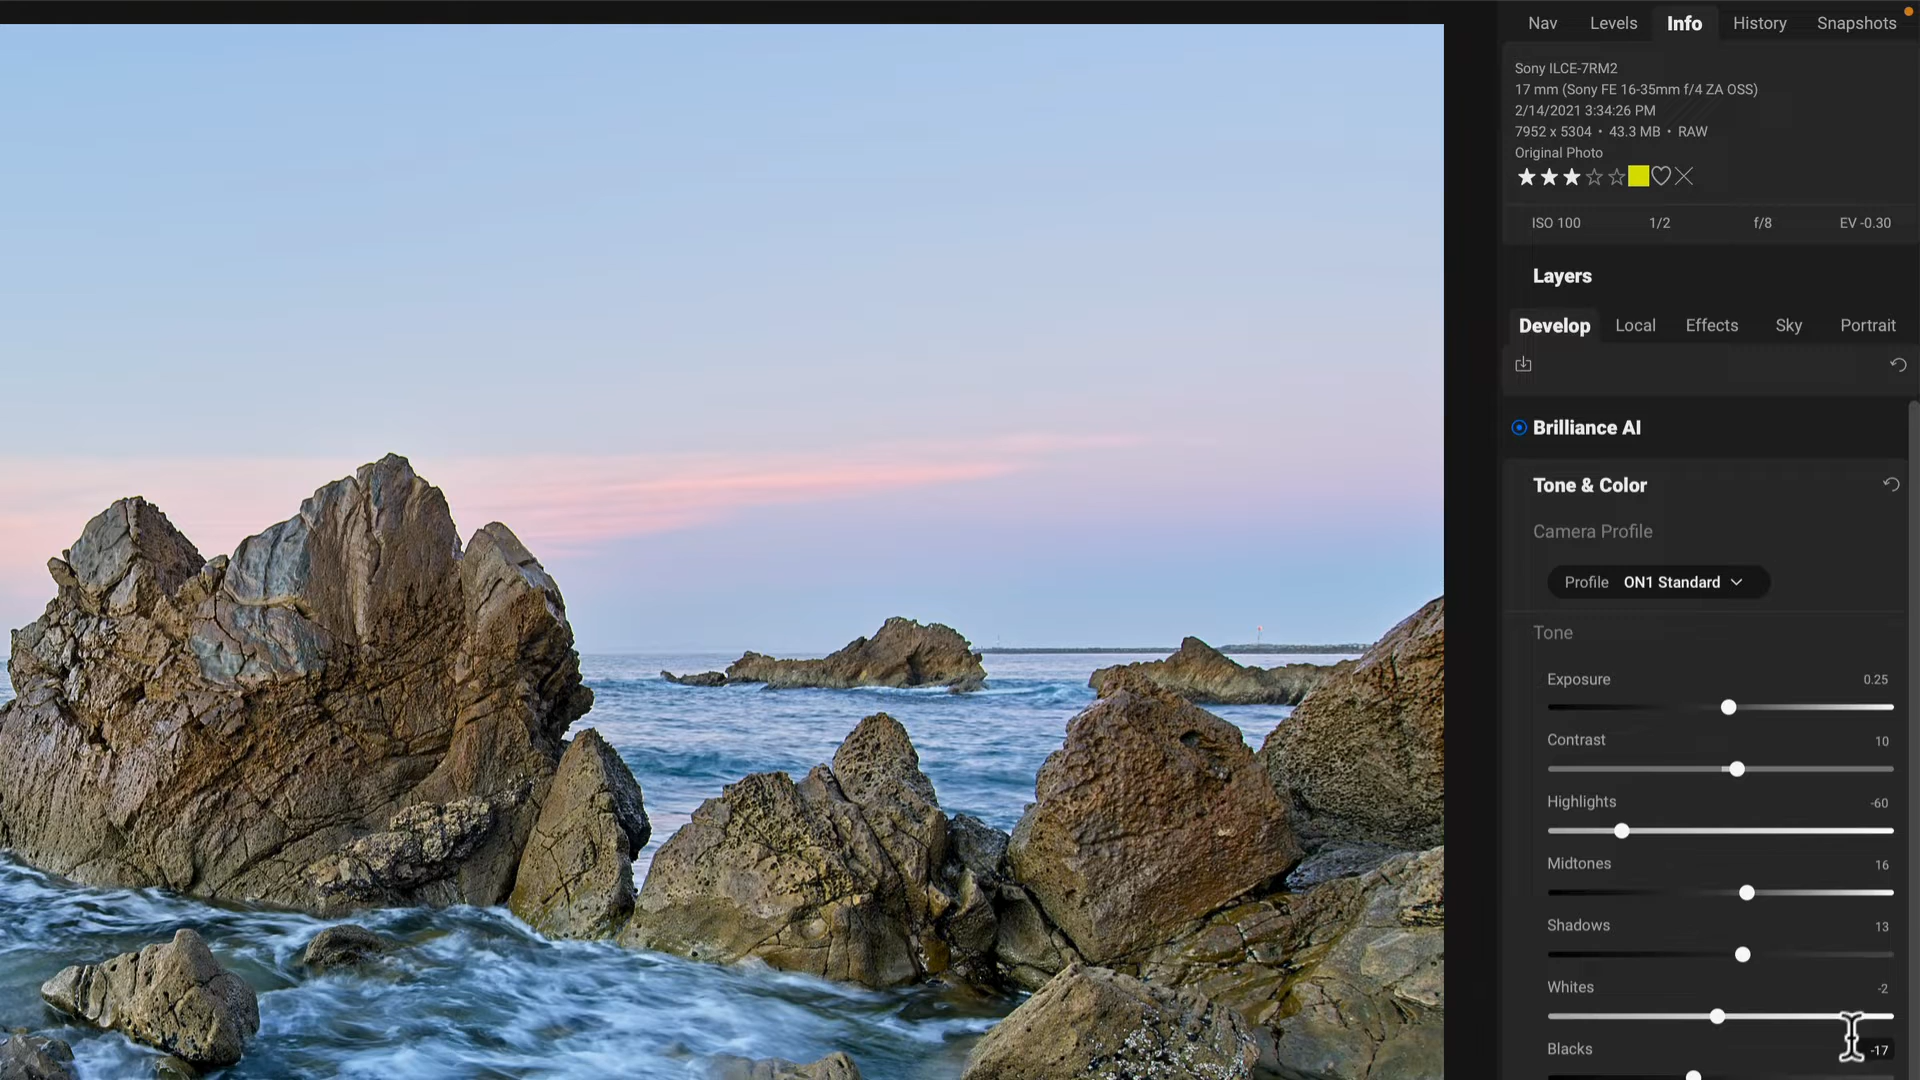 Nav Levels Info History Snapshots
Sony ILCE-7RM2
17 mm (Sony FE 16-35mm f/4 ZA OSS)
2/14/2021 3:34:26 PM
7952 x 5304 • 43.3 MB • RAW
Original Photo
ISO 100 1/2 f/8 EV -0.30
Layers
Develop Local Effects Sky Portrait
Brilliance AI
Tone & Color
Camera Profile
Profile ON1 Standard
Tone
Exposure 0.25
Contrast 10
Highlights -60
Midtones 16
Shadows 13
Whites -2
Blacks -17